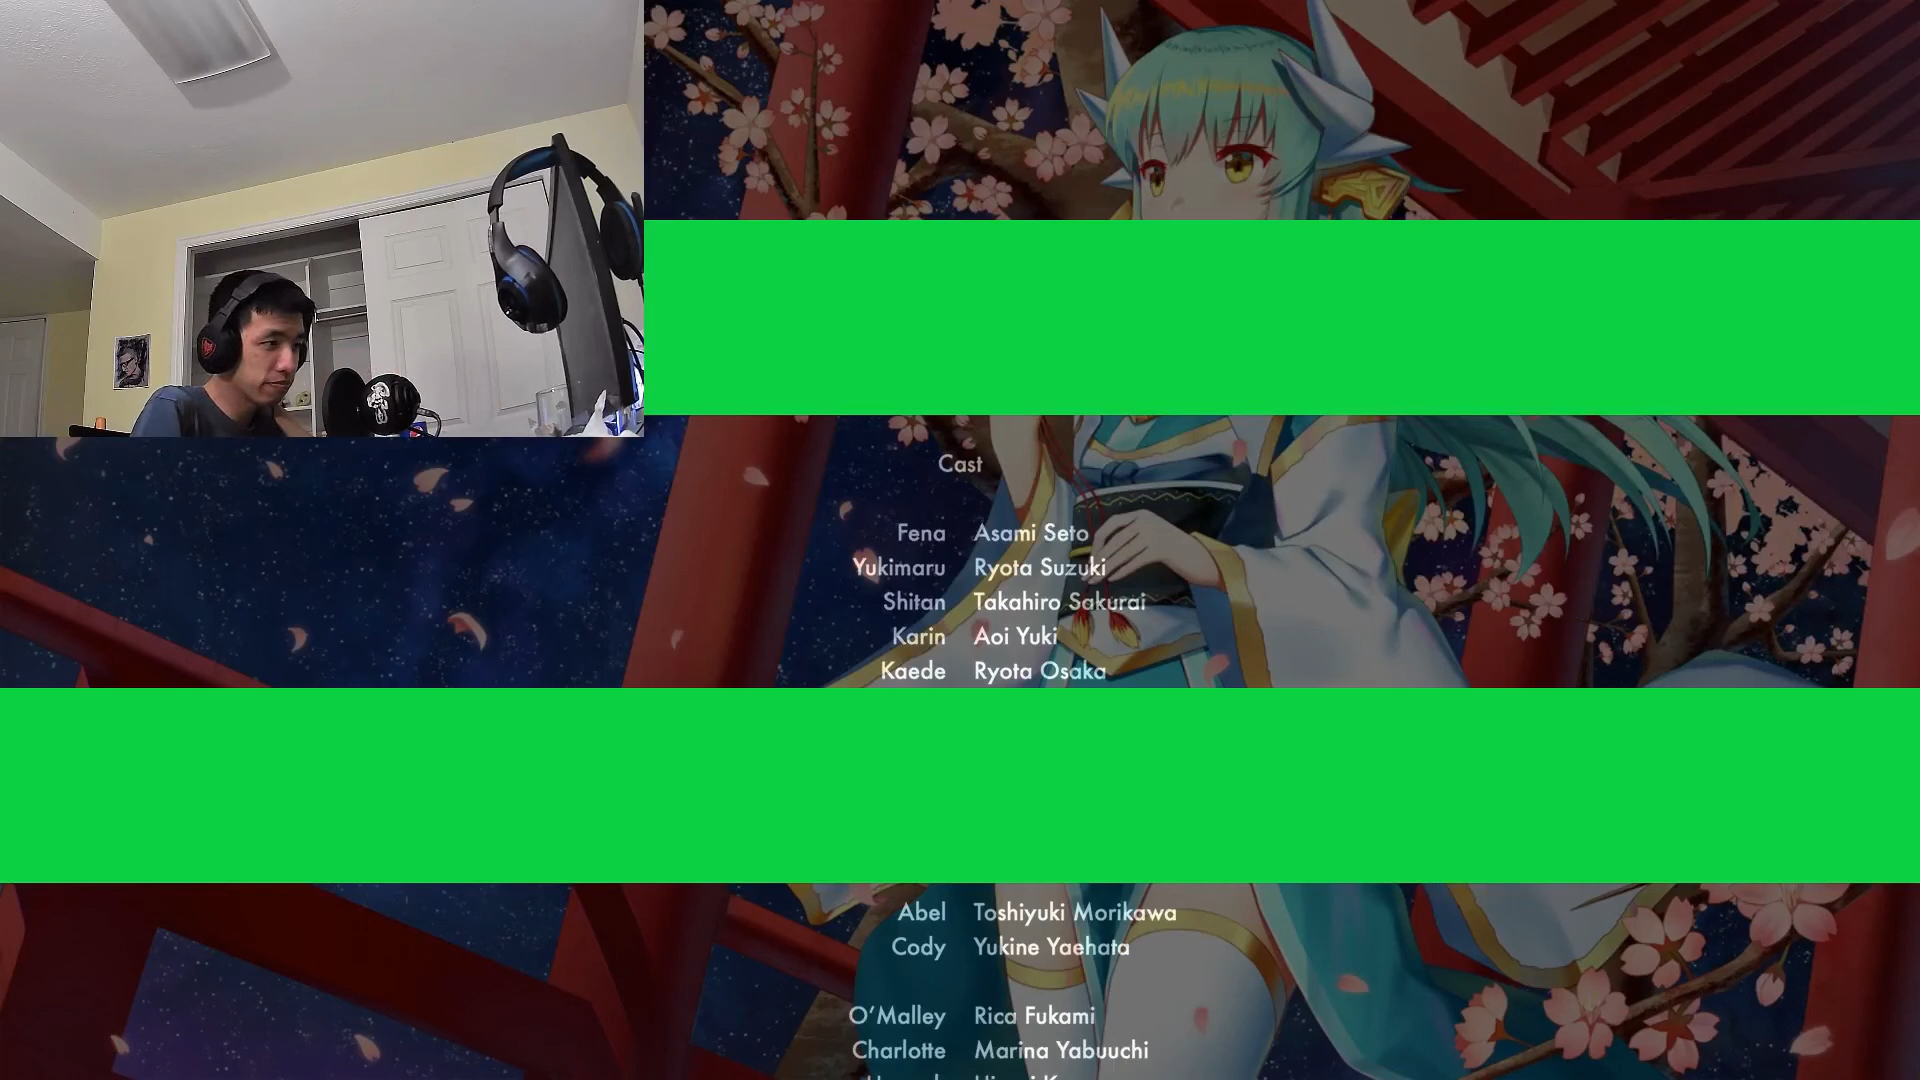 Cast
Fena Asami Seto
Yukimaru Ryota Suzuki
Shitan Takahiro Sakurai
Karin Aoi Yuki
Kaede Ryota Osaka
Abel Toshiyuki Morikawa
Cody Yukine Yaehata
O‘Malley Rica Fukami
Charlotte Marina Yabuuchi